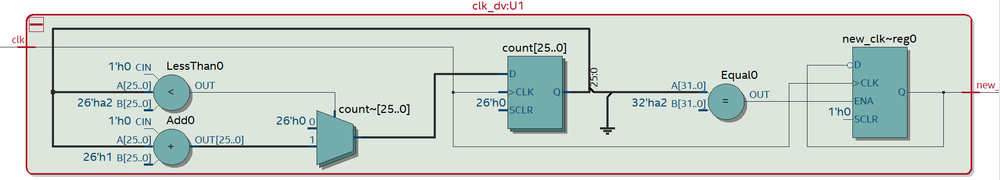 clk_dv:U1
clk
new_clk~reg0
count[25..0]
1'h0 CIN
LessThan0
A[25..0]
OUT
<
26'ha2 B[25..0]
1'h0 CIN
Add0
A[25..0]
OUT[25..0]
+
26'h1 B[25..0]
count~[25..0]
26'h0 0
1
D
CLK
Q
26'h0
SCLR
25:0
Equal0
A[31..0]
OUT
=
32'ha2 B[31..0]
D
CLK
ENA
Q
1'h0
SCLR
new_